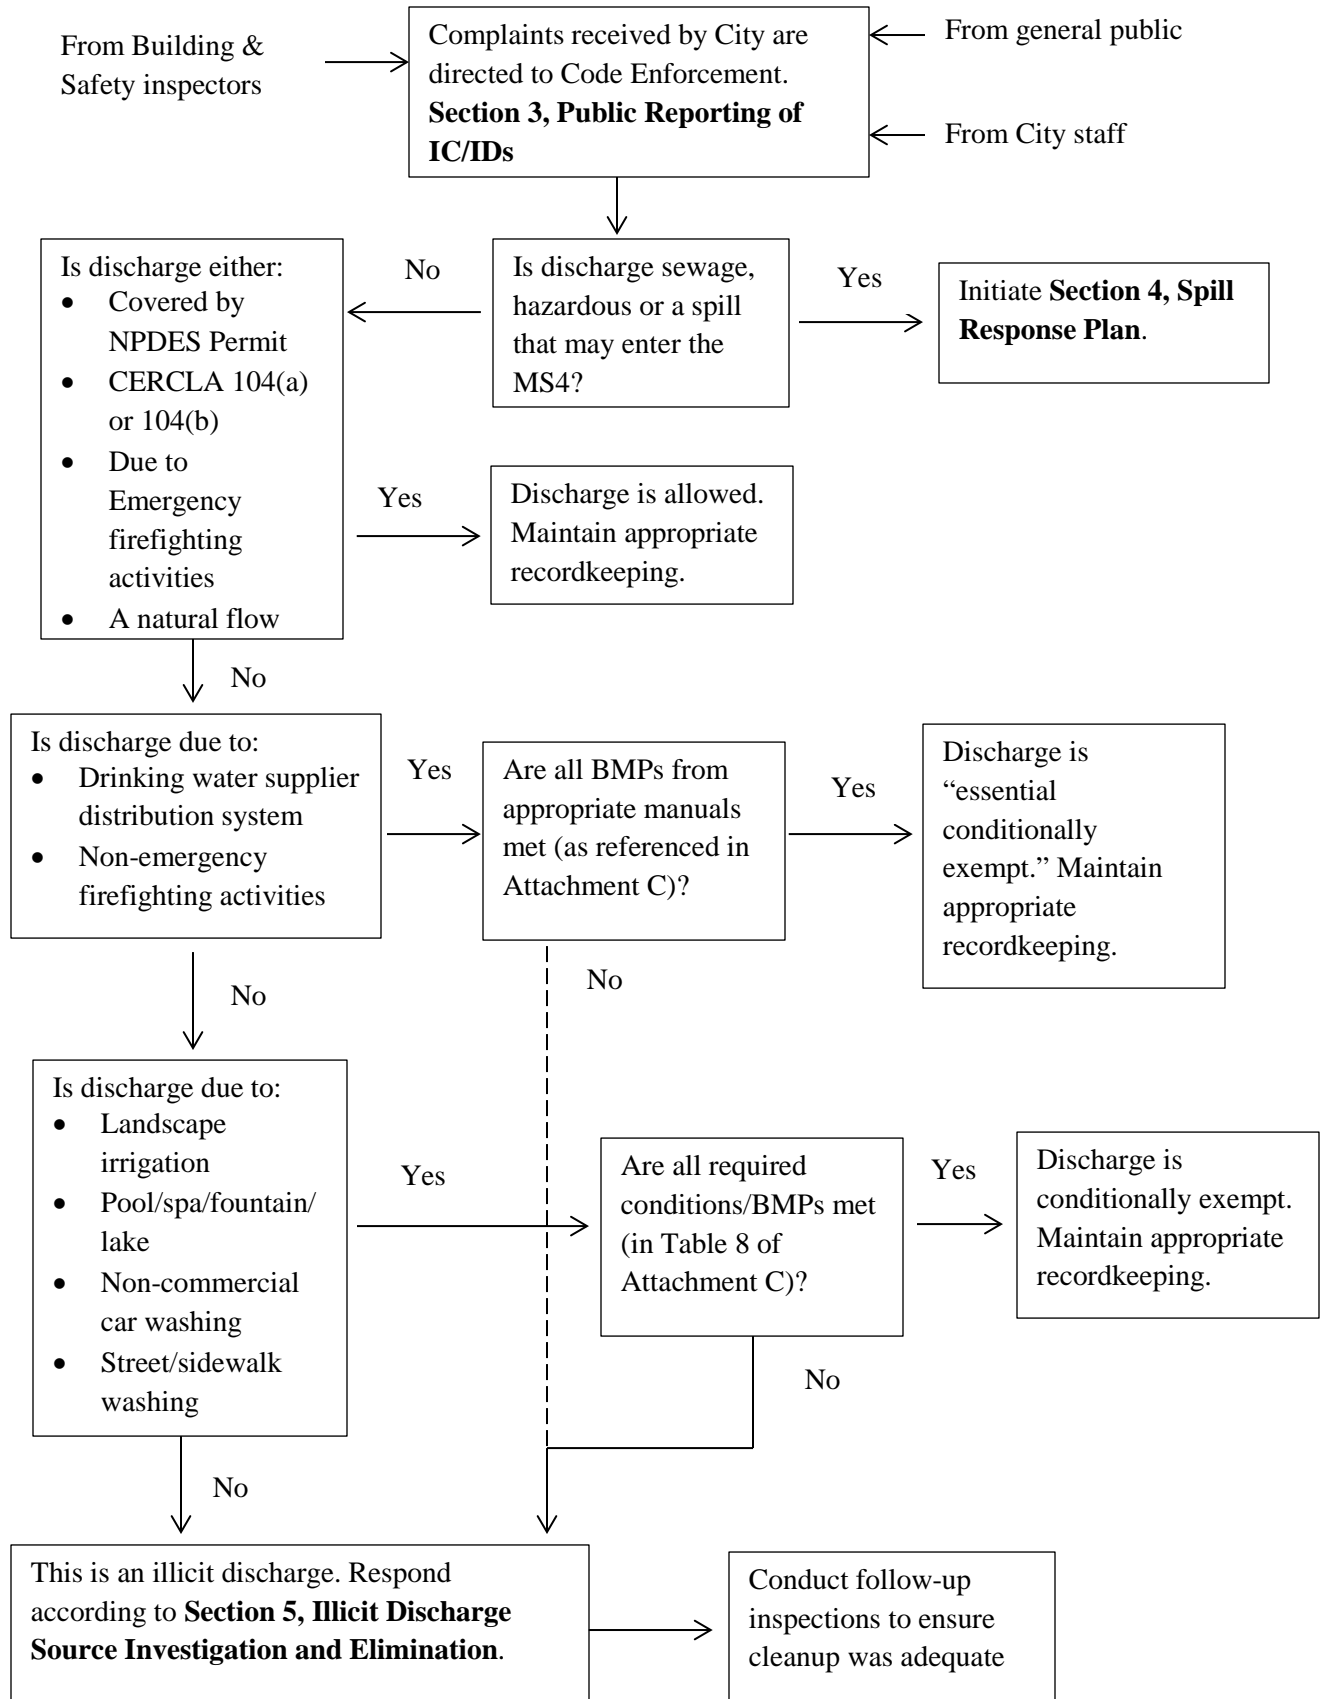 From Building &
Safety inspectors
Complaints received by City are
directed to Code Enforcement.
Section 3, Public Reporting of
IC/IDs
From general public
From City staff
Is discharge either:
• Covered by
NPDES Permit
• CERCLA 104(a)
or 104(b)
• Due to
Emergency
firefighting
activities
• A natural flow
No
Is discharge sewage,
hazardous or a spill
that may enter the
MS4?
Yes
Initiate Section 4, Spill
Response Plan.
Yes
Discharge is allowed.
Maintain appropriate
recordkeeping.
No
Is discharge due to:
• Drinking water supplier
distribution system
• Non-emergency
firefighting activities
Yes
Are all BMPs from
appropriate manuals
met (as referenced in
Attachment C)?
Yes
Discharge is
“essential
conditionally
exempt.” Maintain
appropriate
recordkeeping.
No
No
Is discharge due to:
• Landscape
irrigation
• Pool/spa/fountain/
lake
• Non-commercial
car washing
• Street/sidewalk
washing
Yes
Are all required
conditions/BMPs met
(in Table 8 of
Attachment C)?
Yes
Discharge is
conditionally exempt.
Maintain appropriate
recordkeeping.
No
No
This is an illicit discharge. Respond
according to Section 5, Illicit Discharge
Source Investigation and Elimination.
Conduct follow-up
inspections to ensure
cleanup was adequate